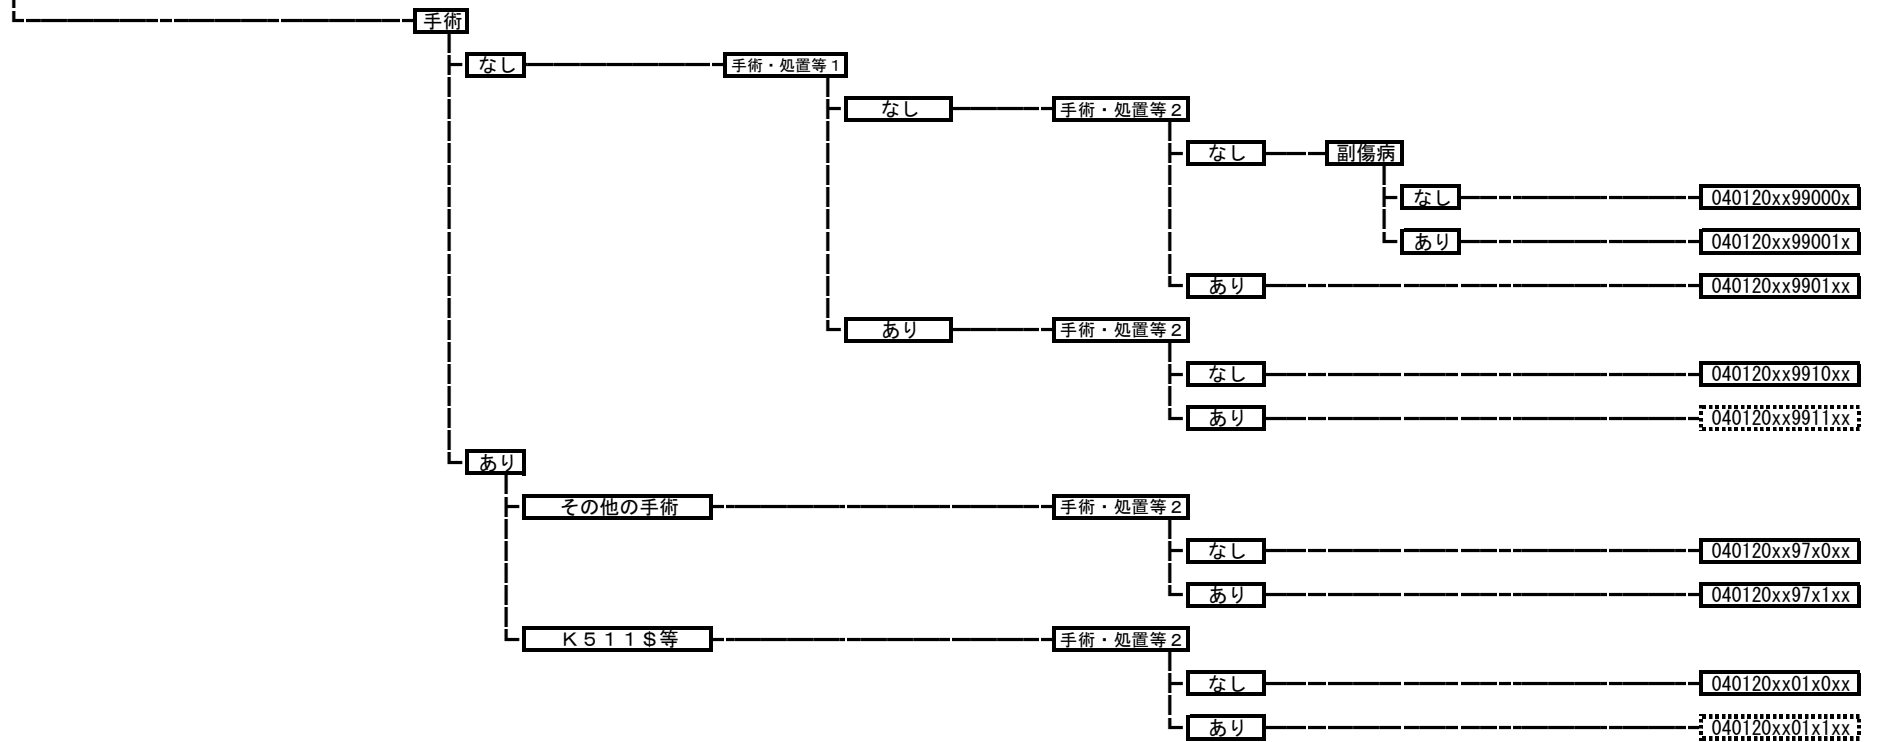 手術
なし 手術・処置等1
なし 手術・処置等2
なし 副傷病
なし 040120xx99000x
あり 040120xx99001x
あり 040120xx9901xx
あり 手術・処置等2
なし 040120xx9910xx
あり 040120xx9911xx
あり
その他の手術 手術・処置等2
なし 040120xx97x0xx
あり 040120xx97x1xx
K511$等 手術・処置等2
なし 040120xx01x0xx
あり 040120xx01x1xx